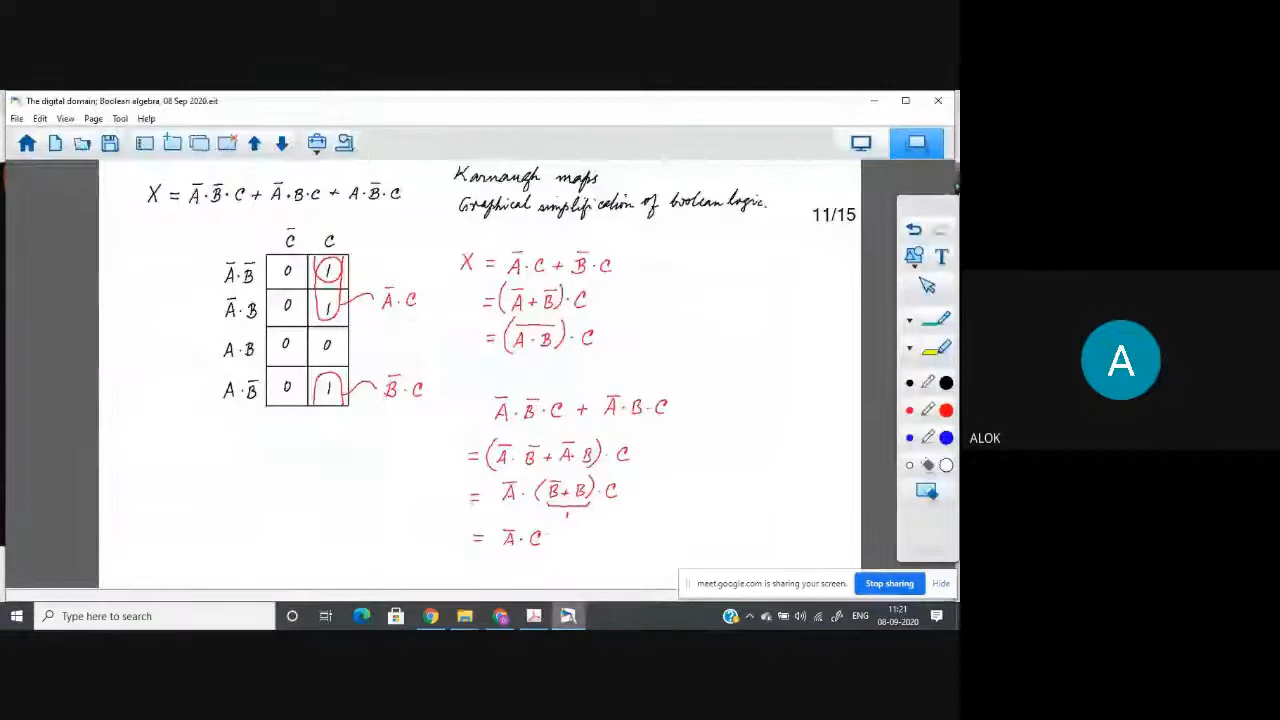 The digital domain; Boolean algebra, 08 Sep 2020.eit
File Edit View Page Tool Help
X = A̅·B̅·C + A̅·B·C + A·B̅·C
Karnaugh maps
Graphical simplification of boolean logic.
11/15
C̅ C
A̅·B̅ 0 1
A̅·B 0 1 A̅·C
A·B 0 0
A·B̅ 0 1 B̅·C
X = A̅·C + B̅·C
= (A̅ + B̅)·C
= (A̅·̅B̅)·C
A̅·B̅·C + A̅·B·C
= (A̅·B̅ + A̅·B)·C
= A̅·(B̅+B)·C
1
= A̅·C
A
ALOK
meet.google.com is sharing your screen. Stop sharing Hide
Type here to search
ENG
11:21
08-09-2020